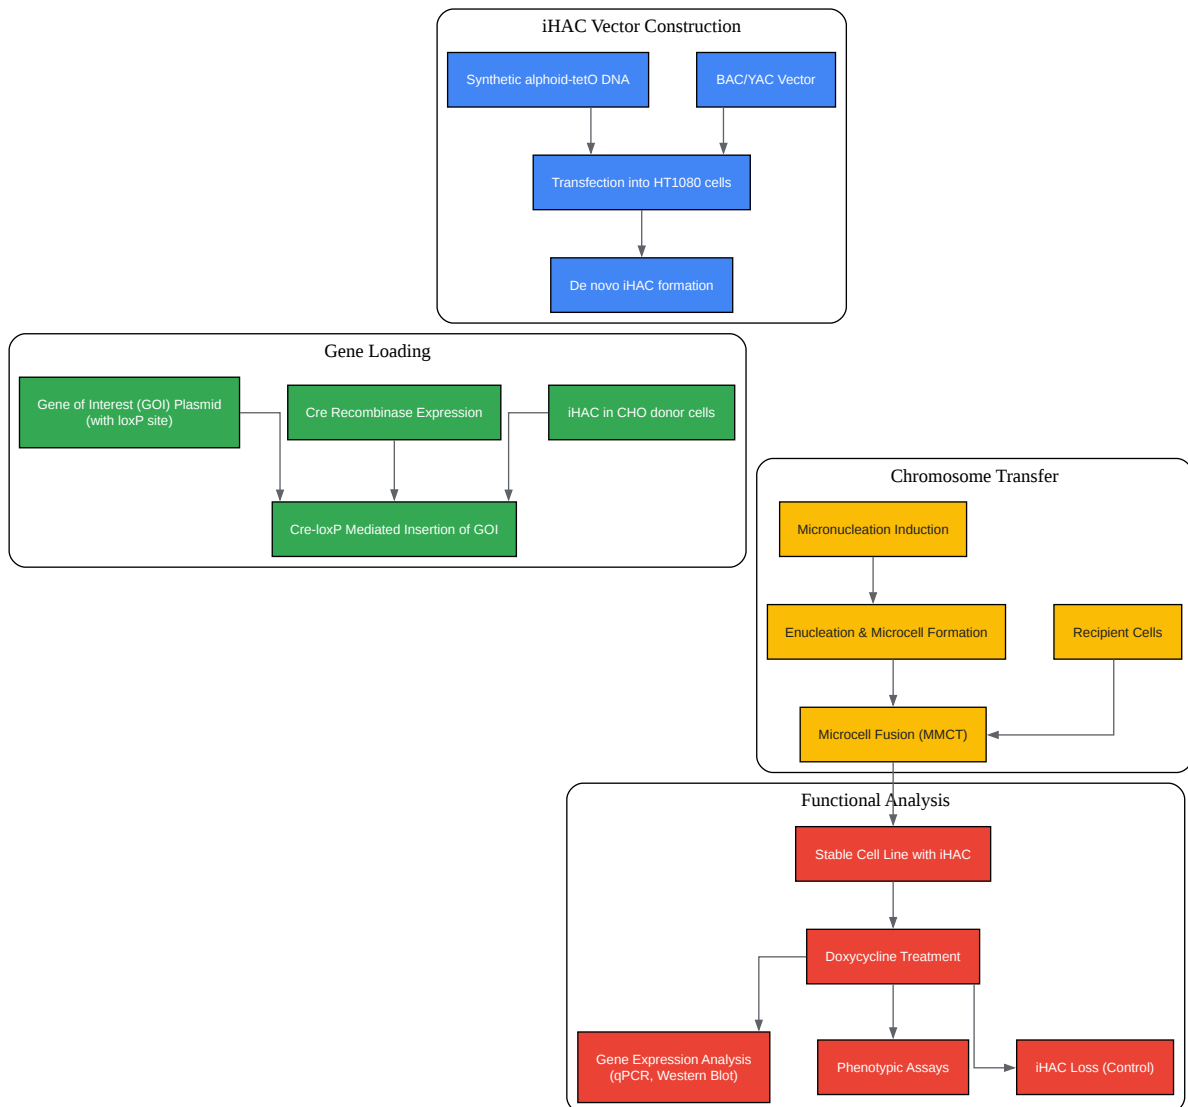 iHAC Vector Construction
Synthetic alphoid-tetO DNA
BAC/YAC Vector
Transfection into HT1080 cells
De novo iHAC formation
Gene Loading
Gene of Interest (GOI) Plasmid
(with loxP site)
Cre Recombinase Expression
iHAC in CHO donor cells
Cre-loxP Mediated Insertion of GOI
Chromosome Transfer
Micronucleation Induction
Enucleation & Microcell Formation
Recipient Cells
Microcell Fusion (MMCT)
Functional Analysis
Stable Cell Line with iHAC
Doxycycline Treatment
Gene Expression Analysis
(qPCR, Western Blot)
Phenotypic Assays
iHAC Loss (Control)